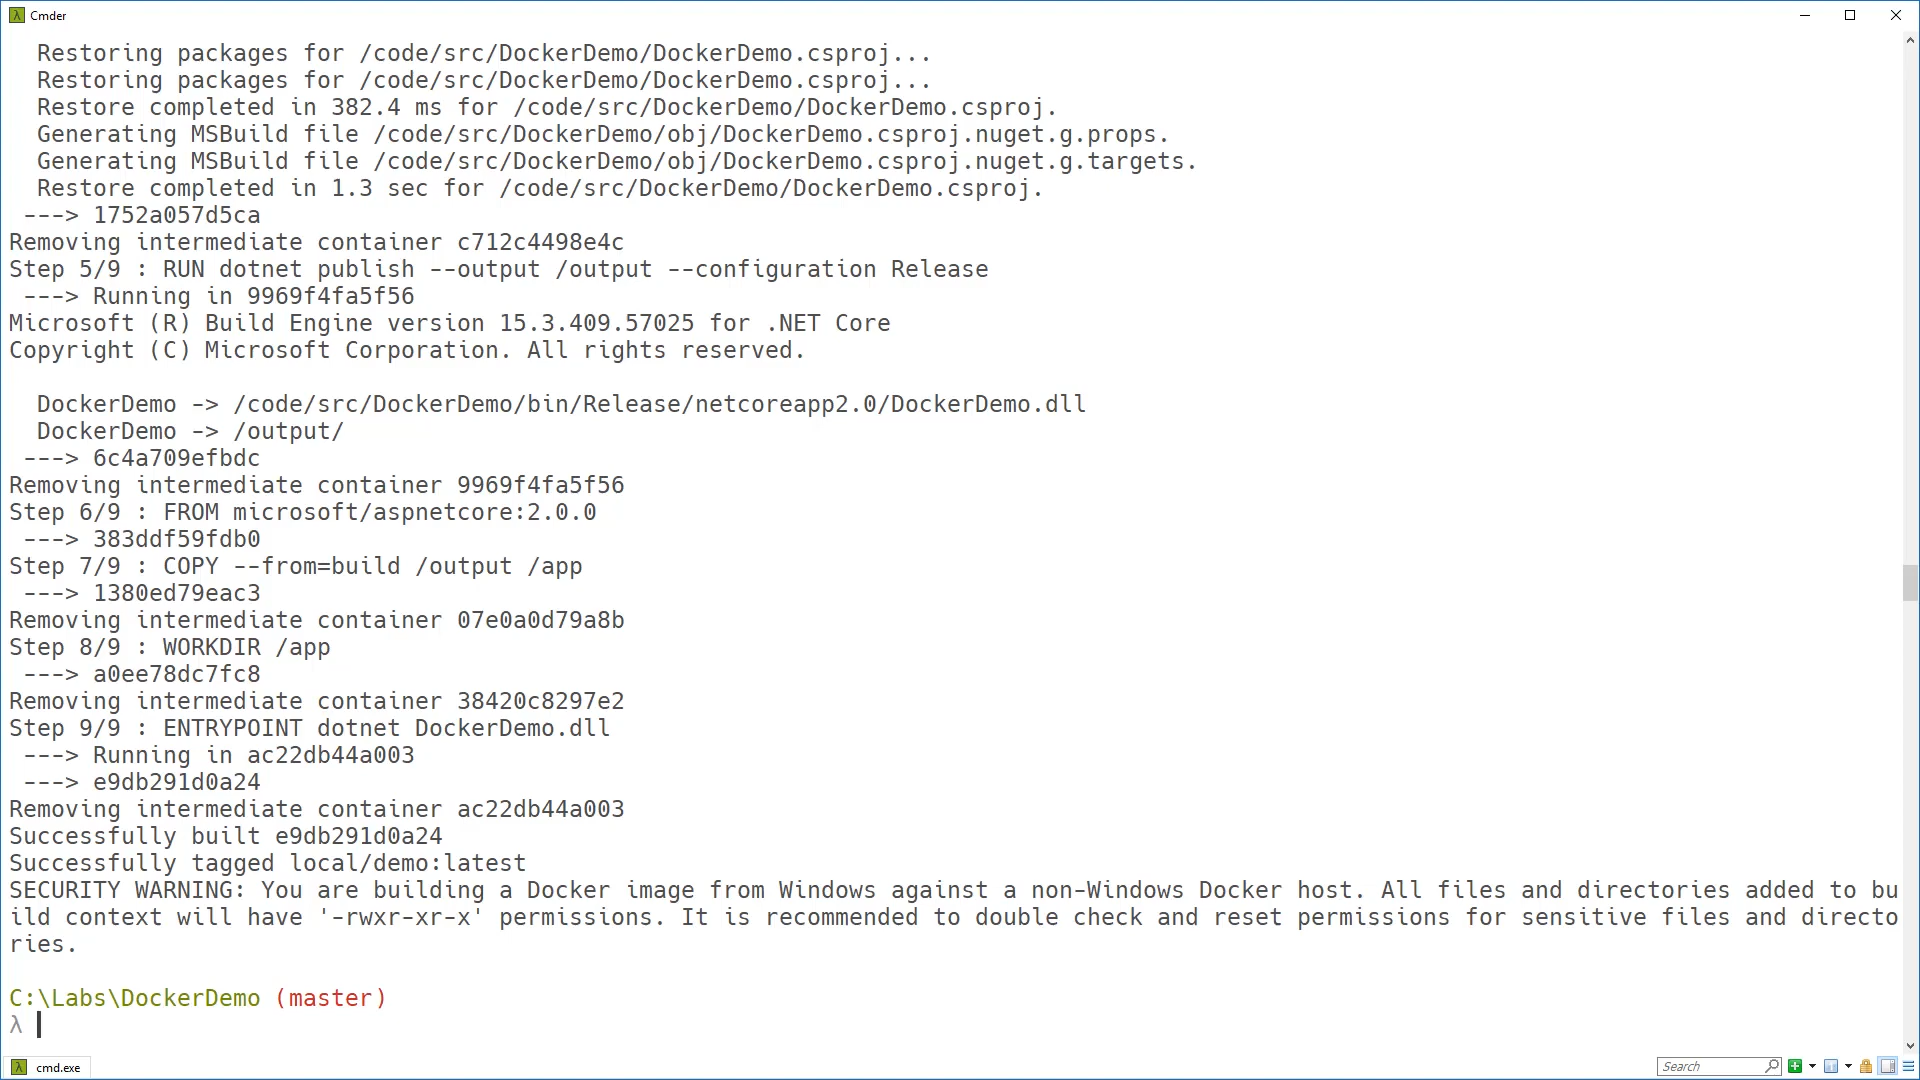 Cmder
Restoring packages for /code/src/DockerDemo/DockerDemo.csproj...
Restoring packages for /code/src/DockerDemo/DockerDemo.csproj...
Restore completed in 382.4 ms for /code/src/DockerDemo/DockerDemo.csproj.
Generating MSBuild file /code/src/DockerDemo/obj/DockerDemo.csproj.nuget.g.props.
Generating MSBuild file /code/src/DockerDemo/obj/DockerDemo.csproj.nuget.g.targets.
Restore completed in 1.3 sec for /code/src/DockerDemo/DockerDemo.csproj.
---> 1752a057d5ca
Removing intermediate container c712c4498e4c
Step 5/9 : RUN dotnet publish --output /output --configuration Release
---> Running in 9969f4fa5f56
Microsoft (R) Build Engine version 15.3.409.57025 for .NET Core
Copyright (C) Microsoft Corporation. All rights reserved.
DockerDemo -> /code/src/DockerDemo/bin/Release/netcoreapp2.0/DockerDemo.dll
DockerDemo -> /output/
---> 6c4a709efbdc
Removing intermediate container 9969f4fa5f56
Step 6/9 : FROM microsoft/aspnetcore:2.0.0
---> 383ddf59fdb0
Step 7/9 : COPY --from=build /output /app
---> 1380ed79eac3
Removing intermediate container 07e0a0d79a8b
Step 8/9 : WORKDIR /app
---> a0ee78dc7fc8
Removing intermediate container 38420c8297e2
Step 9/9 : ENTRYPOINT dotnet DockerDemo.dll
---> Running in ac22db44a003
---> e9db291d0a24
Removing intermediate container ac22db44a003
Successfully built e9db291d0a24
Successfully tagged local/demo:latest
SECURITY WARNING: You are building a Docker image from Windows against a non-Windows Docker host. All files and directories added to bu
ild context will have '-rwxr-xr-x' permissions. It is recommended to double check and reset permissions for sensitive files and directo
ries.
C:\Labs\DockerDemo (master)
λ
cmd.exe
Search